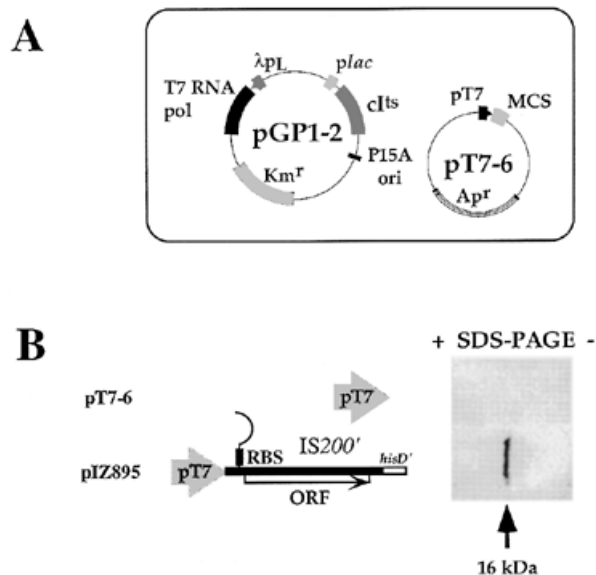 A
λpL
plac
T7 RNA
pol
cIts
pGP1-2
P15A
ori
Kmr
pT7
MCS
pT7-6
Apr
B
+ SDS-PAGE -
pT7-6
pT7
RBS
IS200'
hisD'
pIZ895
pT7
ORF
16 kDa